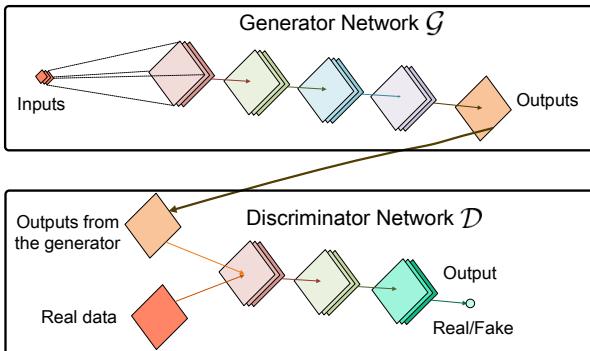 Generator Network 𝒢
Inputs
Outputs
Discriminator Network 𝒟
Outputs from
the generator
Real data
Output
Real/Fake